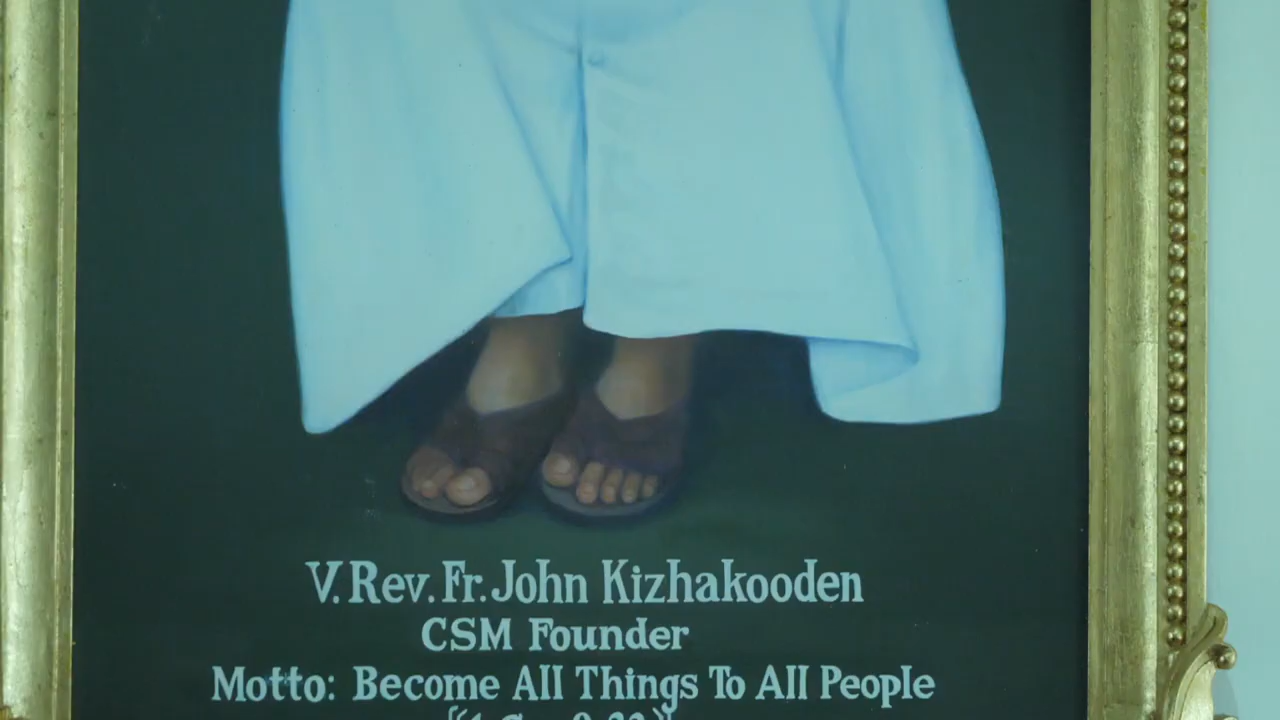 V. Rev. Fr. John Kizhakooden
CSM Founder
Motto: Become All Things To All People